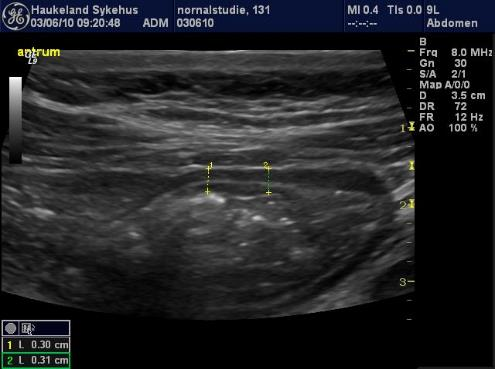 Haukeland Sykehus
03/06/10 09:20:48 ADM
nornalstudie, 131
030610
MI 0.4 TIs 0.0
--:--:--
9L
Abdomen
antrum
L9
B
Frq 8.0 MHz
Gn 30
S/A 2/1
Map A/0/0
D 3.5 cm
DR 72
FR 12 Hz
AO 100 %
1
1
2
2
3
1 L 0.30 cm
2 L 0.31 cm